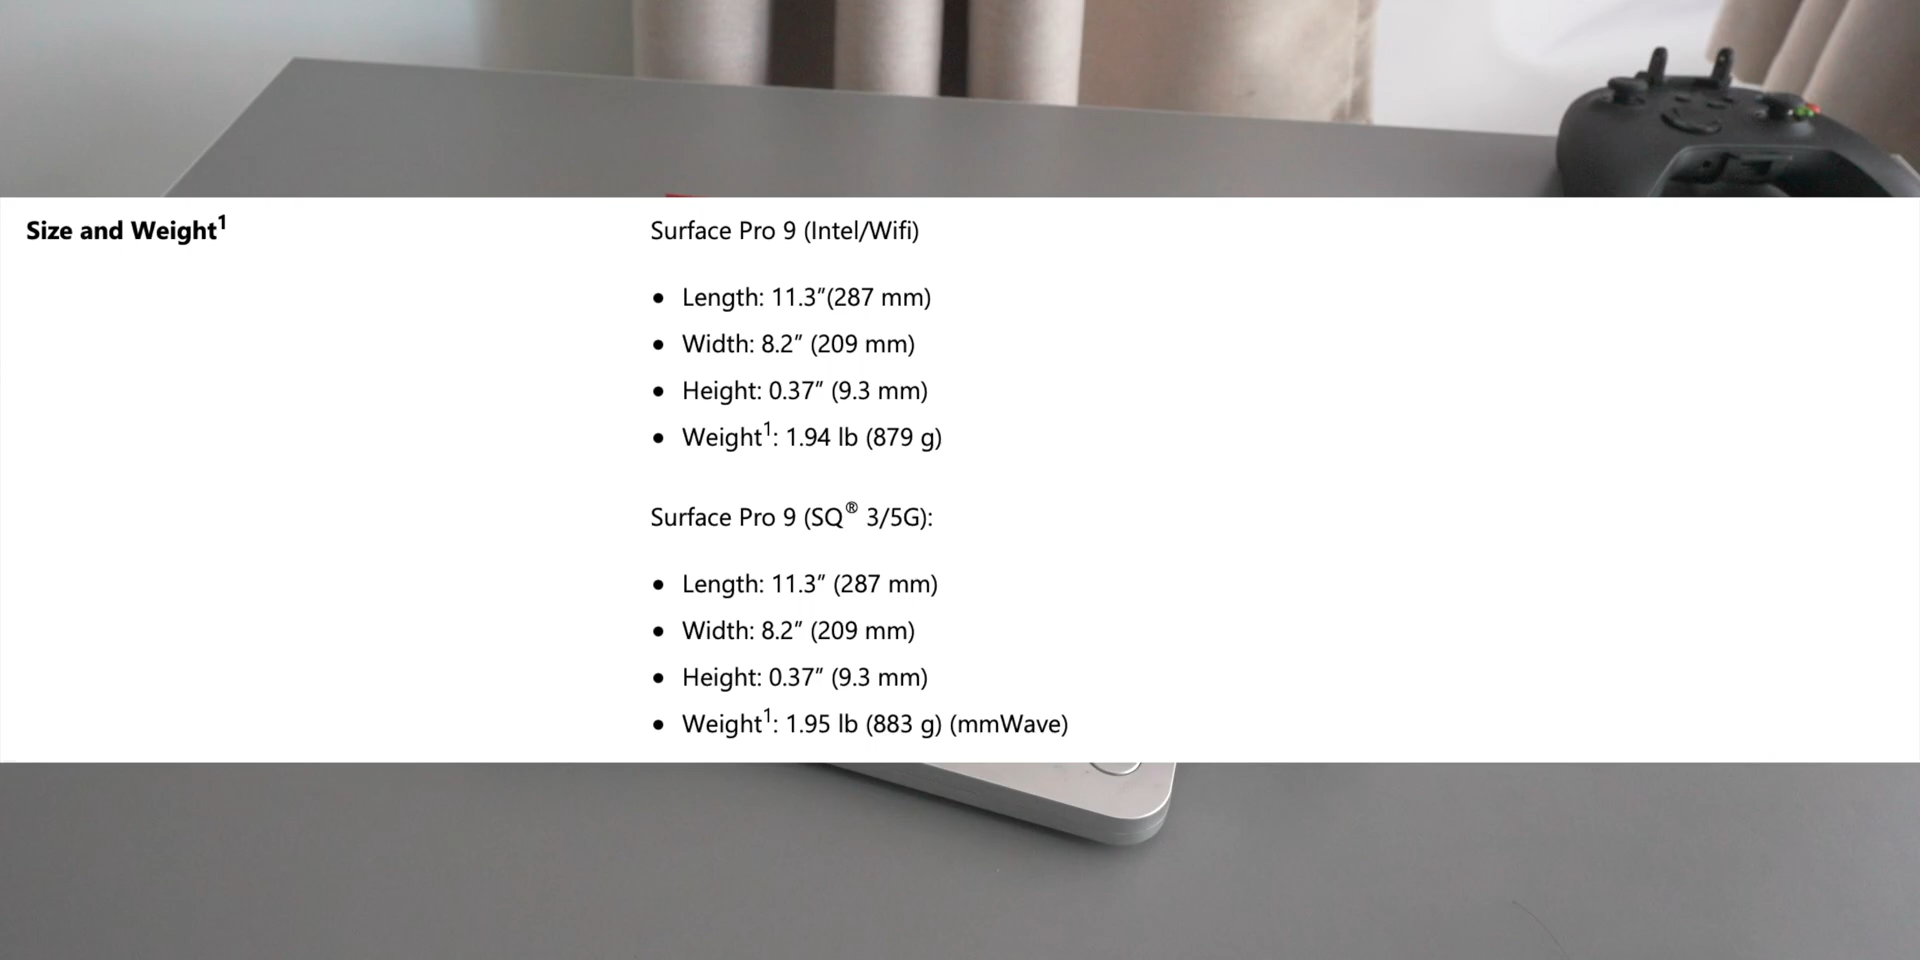 Size and Weight¹
Surface Pro 9 (Intel/Wifi)
• Length: 11.3″(287 mm)
• Width: 8.2″ (209 mm)
• Height: 0.37″ (9.3 mm)
• Weight¹: 1.94 lb (879 g)
Surface Pro 9 (SQ® 3/5G):
• Length: 11.3″ (287 mm)
• Width: 8.2″ (209 mm)
• Height: 0.37″ (9.3 mm)
• Weight¹: 1.95 lb (883 g) (mmWave)